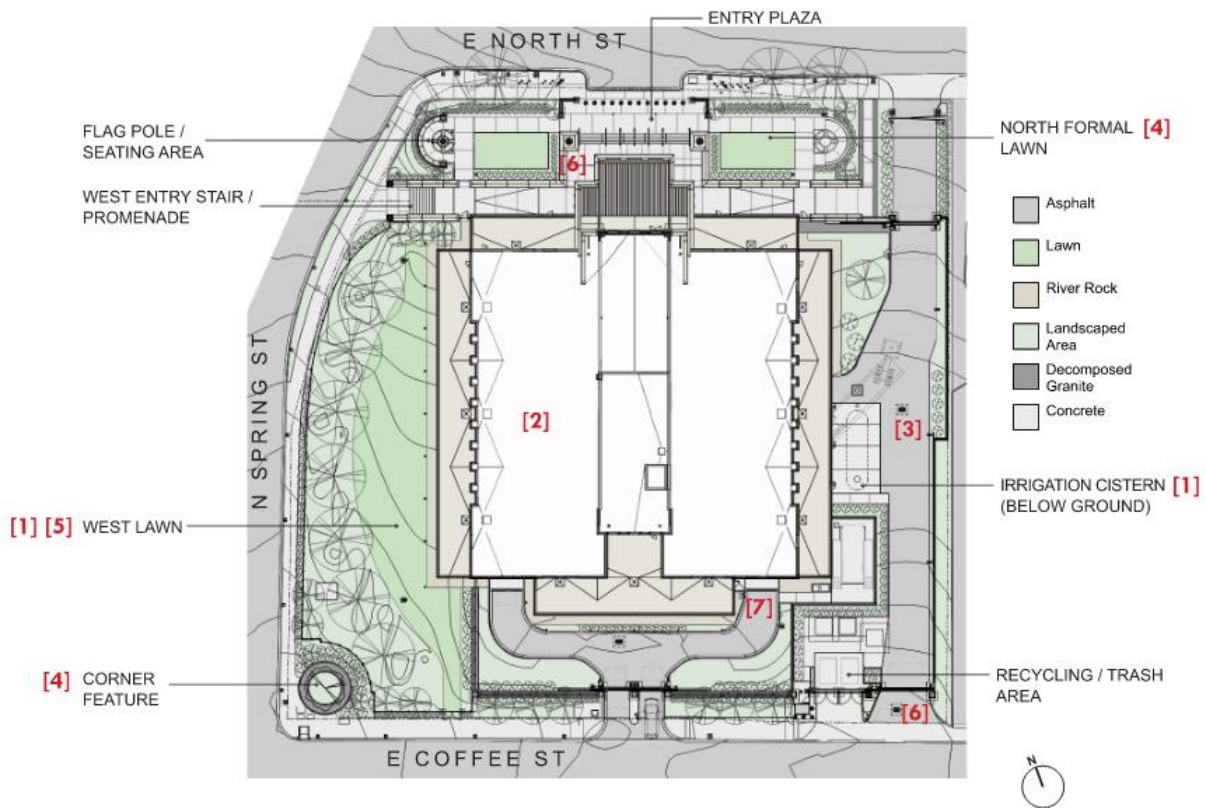 ENTRY PLAZA
E NORTH ST
FLAG POLE /
SEATING AREA
NORTH FORMAL [4]
LAWN
[6]
WEST ENTRY STAIR /
PROMENADE
Asphalt
Lawn
River Rock
Landscaped
Area
Decomposed
Granite
Concrete
N SPRING ST
[2]
[3]
IRRIGATION CISTERN [1]
(BELOW GROUND)
[1] [5] WEST LAWN
[7]
[4] CORNER
FEATURE
RECYCLING / TRASH
AREA
[6]
E COFFEE ST
N